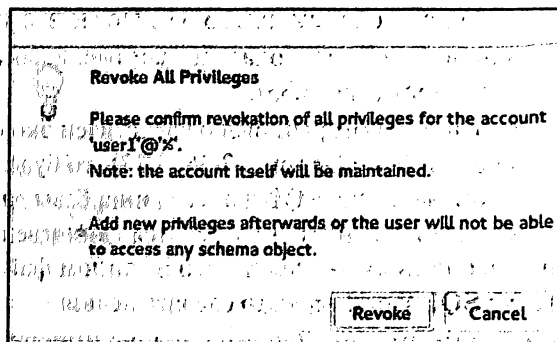 Revoke All Privileges
Please confirm revokation of all privileges for the account
'user1'@'%'.
Note: the account itself will be maintained.
Add new privileges afterwards or the user will not be able
to access any schema object.
Revoke Cancel